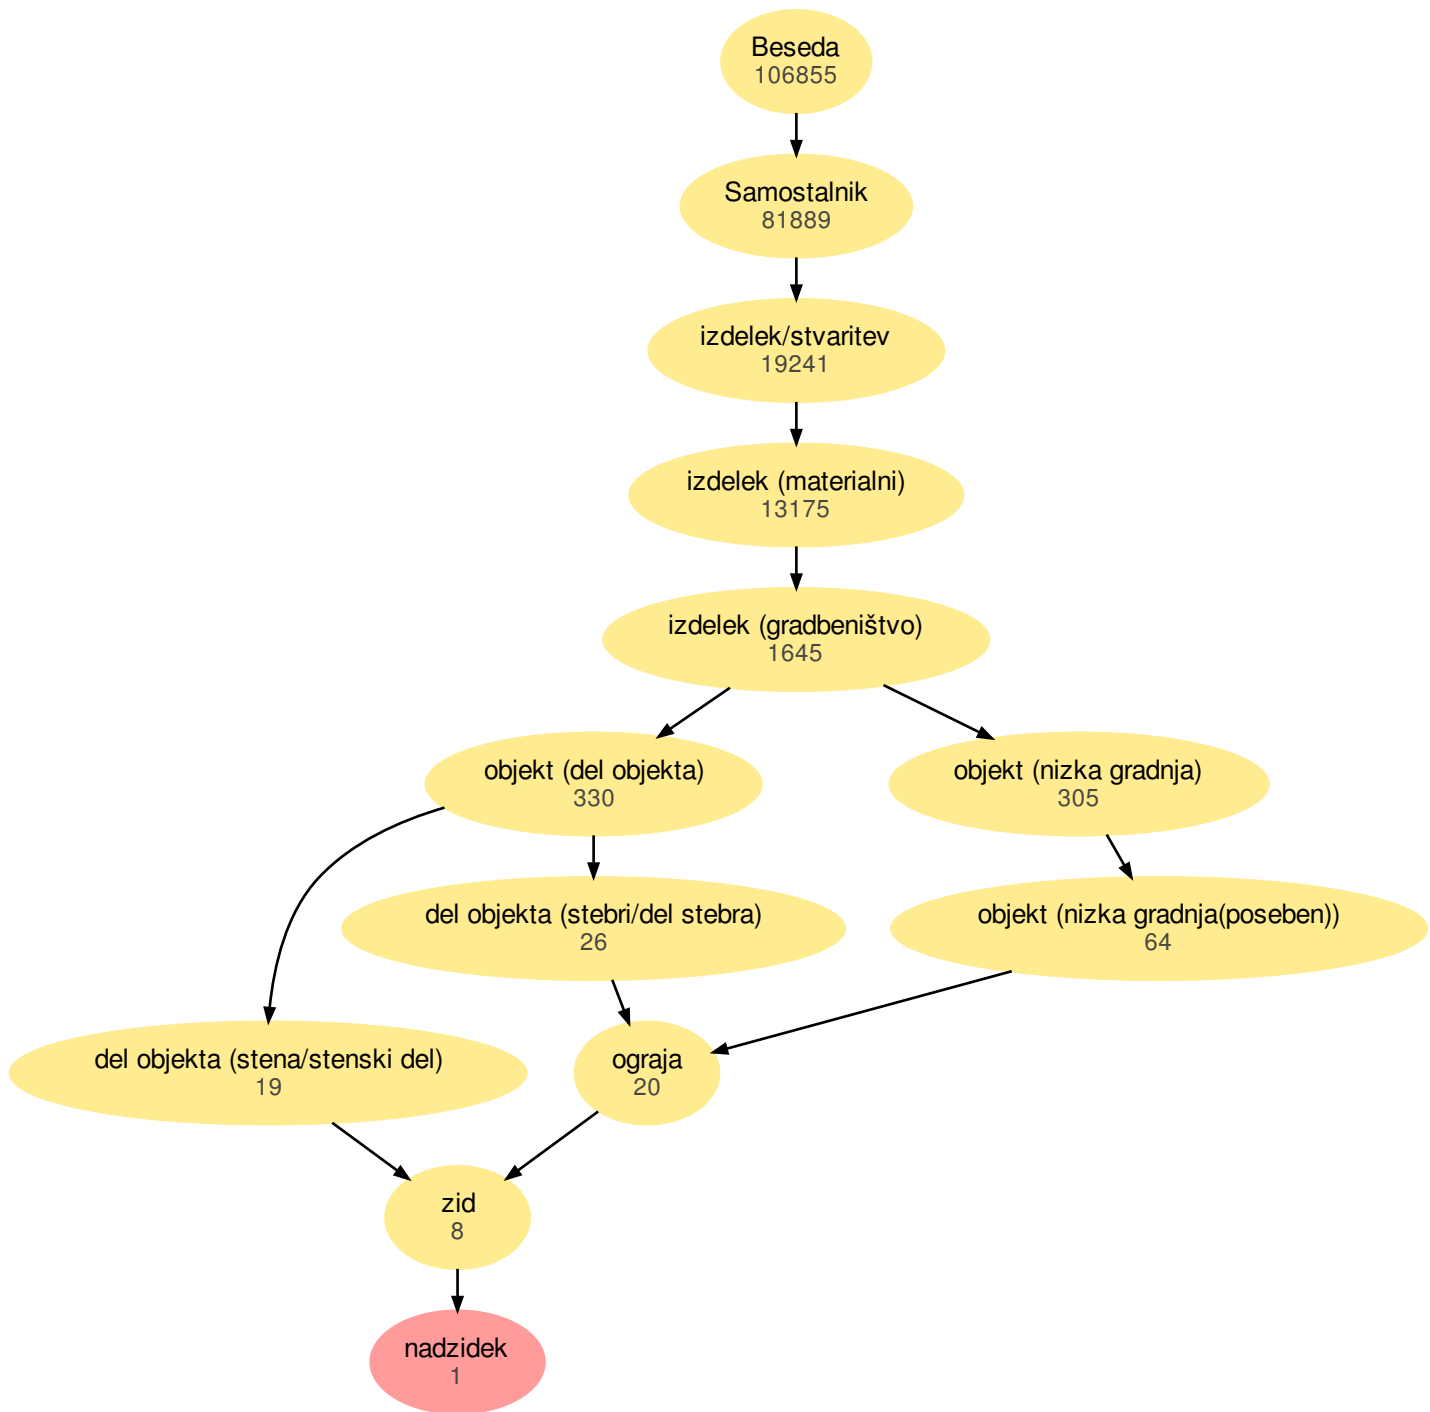 Beseda
106855
Samostalnik
81889
izdelek/stvaritev
19241
izdelek (materialni)
13175
izdelek (gradbeništvo)
1645
objekt (del objekta)
330
objekt (nizka gradnja)
305
del objekta (stebri/del stebra)
26
objekt (nizka gradnja(poseben))
64
del objekta (stena/stenski del)
19
ograja
20
zid
8
nadzidek
1